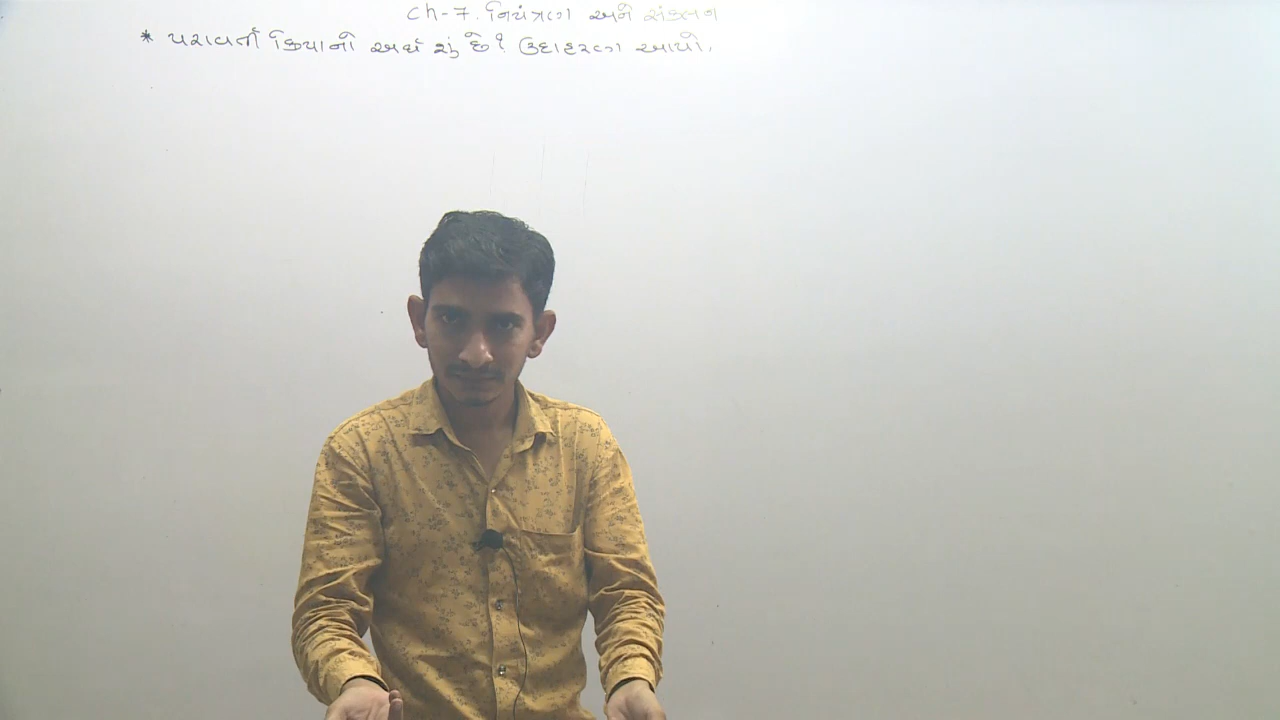 Ch-7. નિયંત્રણ અને સંકલન
* પરાવર્તી ક્રિયાનો અર્થ શું છે? ઉદાહરણ આપો.